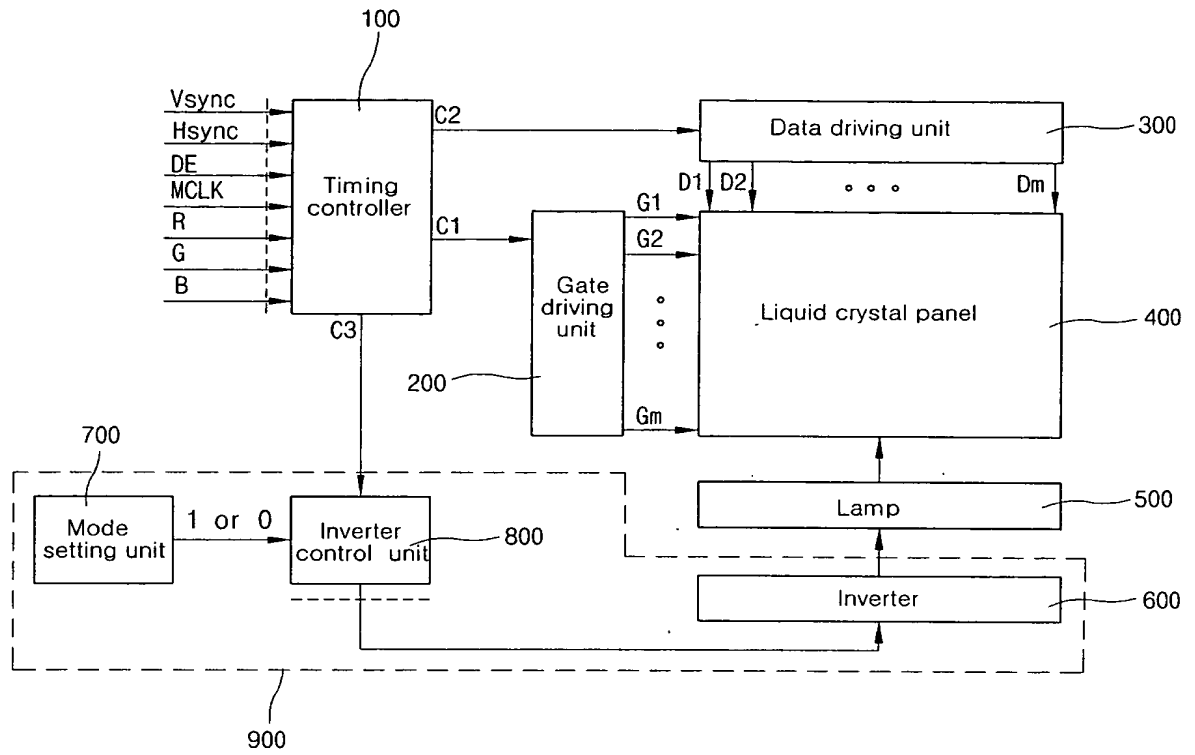 100
Vsync
Hsync
DE
MCLK
R
G
B
Timing
controller
C2
C1
C3
Data driving unit
300
D1
D2
Dm
Gate
driving
unit
200
G1
G2
Gm
Liquid crystal panel
400
700
Mode
setting unit
1 or 0
Inverter
control unit
800
Lamp
500
Inverter
600
900